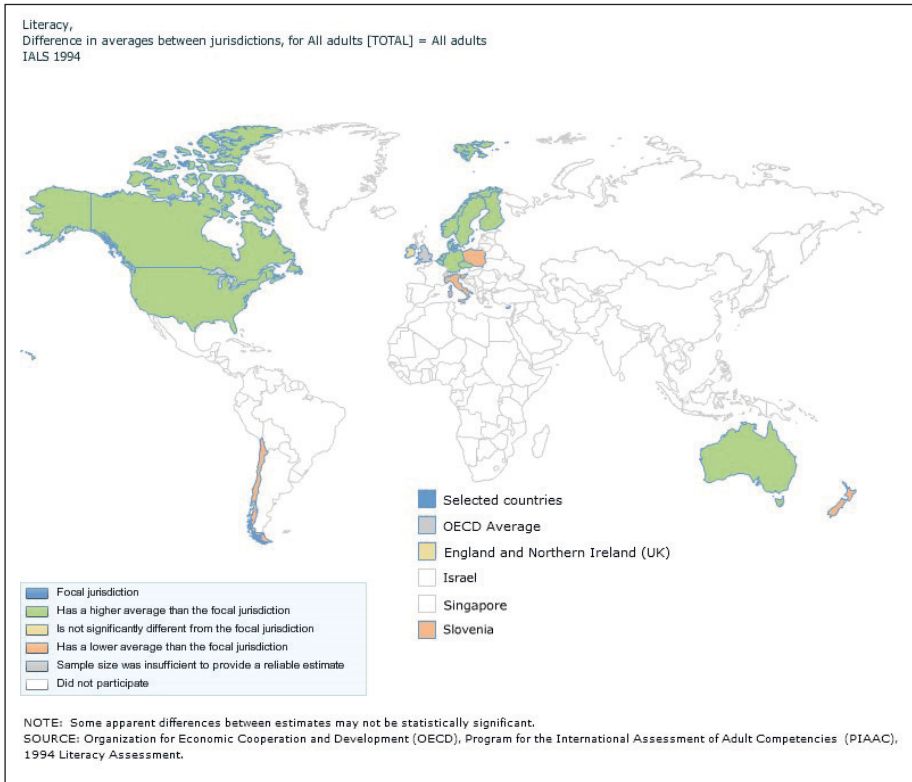 Literacy,
Difference in averages between jurisdictions, for All adults [TOTAL] = All adults
IALS 1994
Selected countries
OECD Average
England and Northern Ireland (UK)
Israel
Singapore
Slovenia
Focal jurisdiction
Has a higher average than the focal jurisdiction
Is not significantly different from the focal jurisdiction
Has a lower average than the focal jurisdiction
Sample size was insufficient to provide a reliable estimate
Did not participate
NOTE: Some apparent differences between estimates may not be statistically significant.
SOURCE: Organization for Economic Cooperation and Development (OECD), Program for the International Assessment of Adult Competencies (PIAAC),
1994 Literacy Assessment.